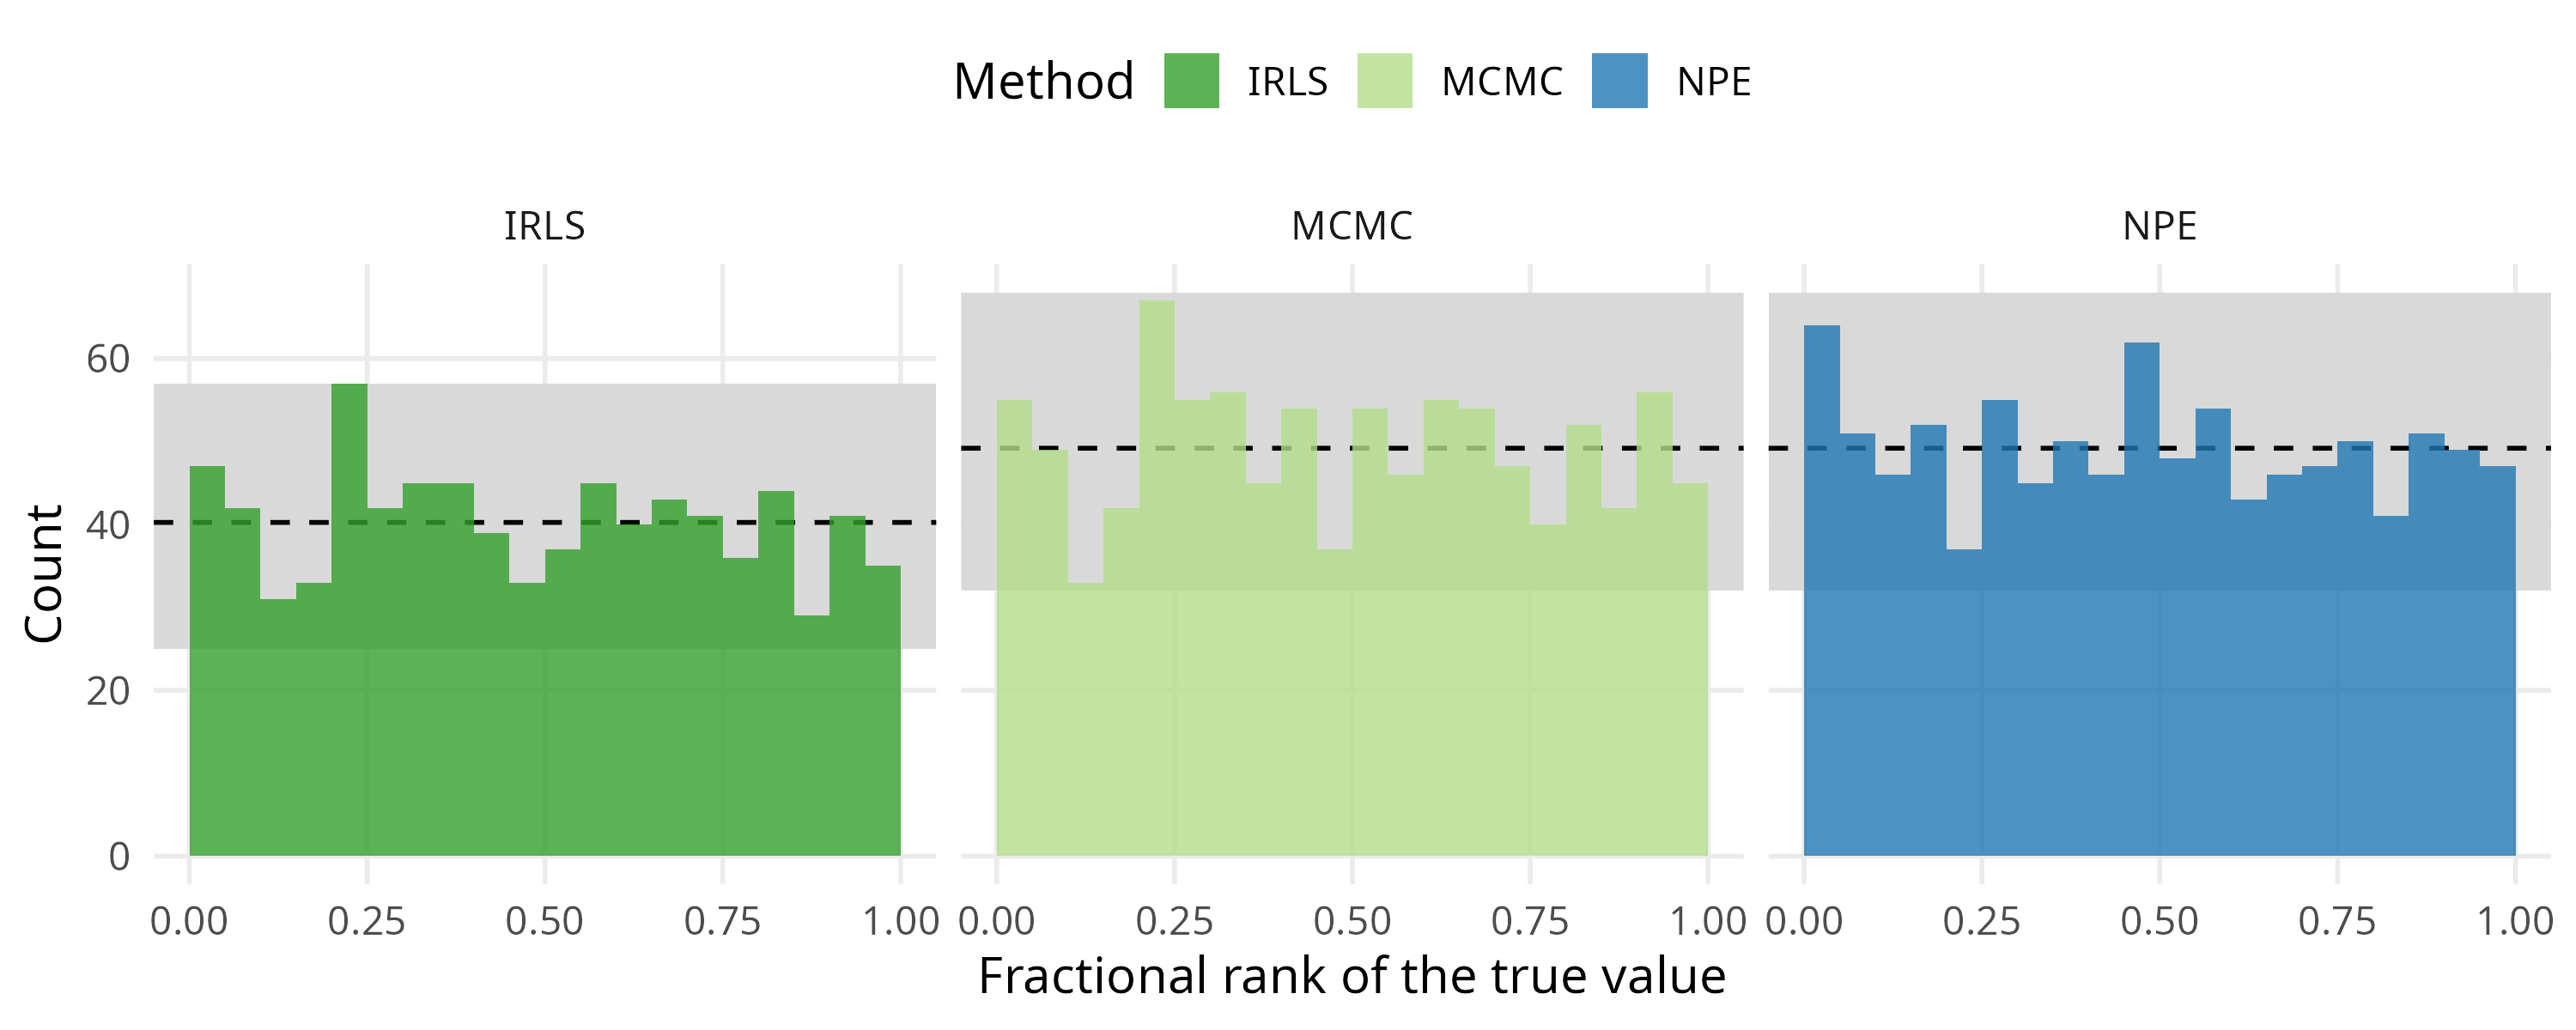 Method IRLS MCMC NPE
IRLS MCMC NPE
Count
60
40
20
0
0.00 0.25 0.50 0.75 1.00 0.00 0.25 0.50 0.75 1.00 0.00 0.25 0.50 0.75 1.00
Fractional rank of the true value